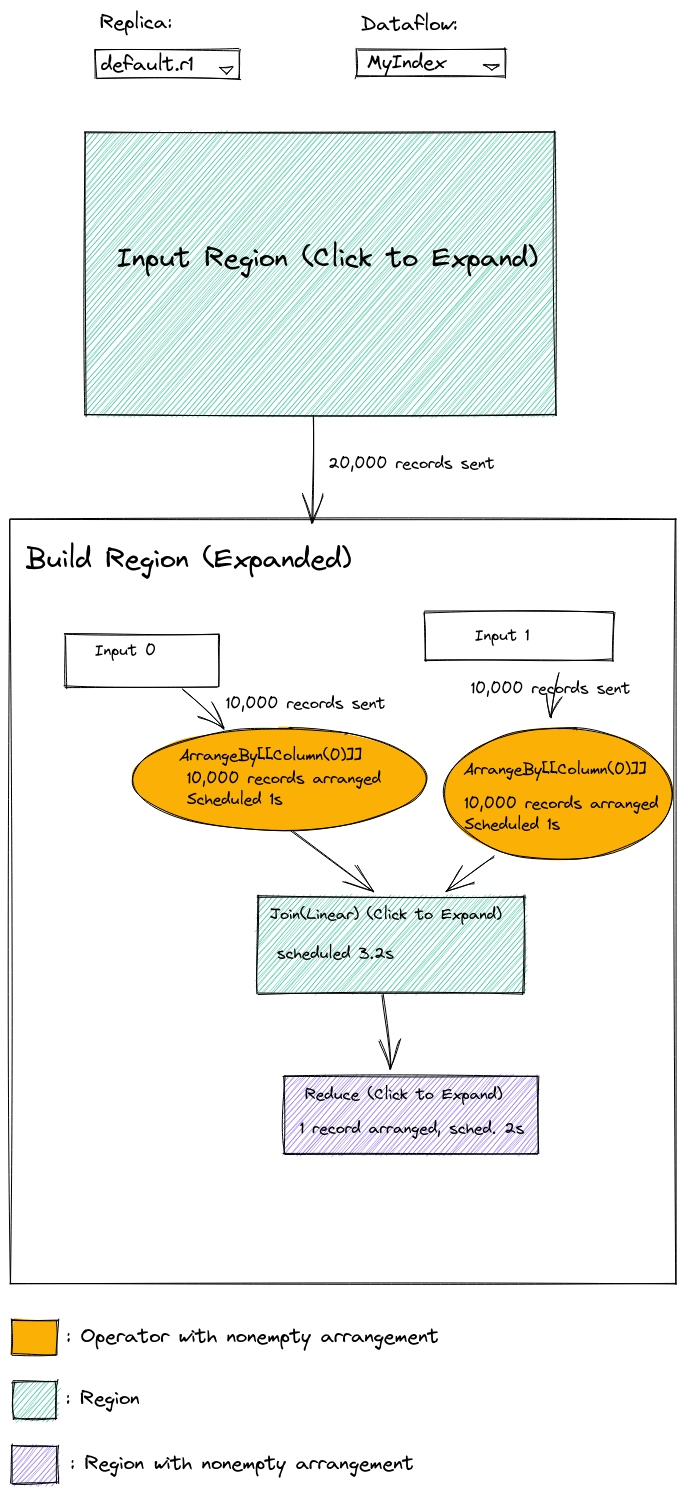 Replica:
Dataflow:
default.r1
MyIndex
Input Region (Click to Expand)
20,000 records sent
Build Region (Expanded)
Input 0
Input 1
10,000 records sent
10,000 records sent
ArrangeBy[[Column(0)]]
10,000 records arranged
Scheduled 1s
ArrangeBy[[Column(0)]]
10,000 records arranged
Scheduled 1s
Join(Linear) (Click to Expand)
scheduled 3.2s
Reduce (Click to Expand)
1 record arranged, sched. 2s
: Operator with nonempty arrangement
: Region
: Region with nonempty arrangement